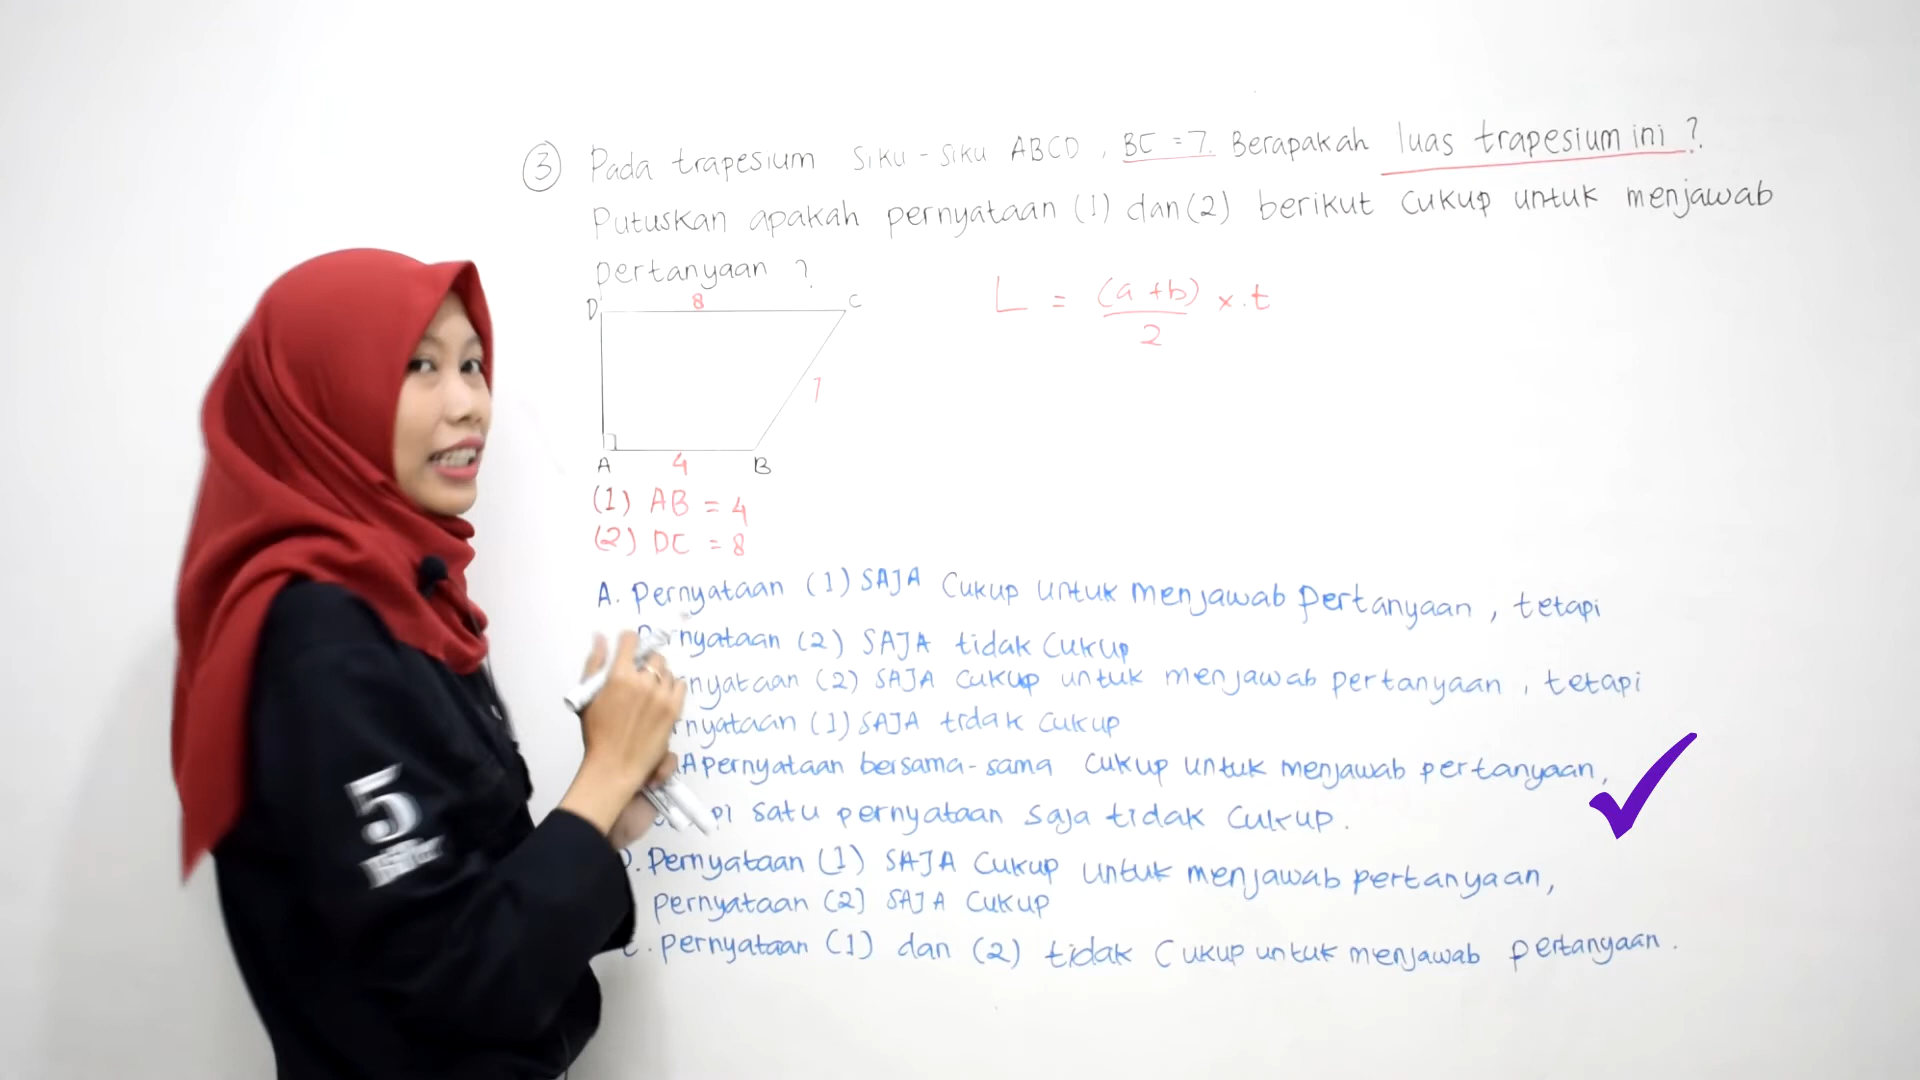 3 Pada trapesium siku-siku ABCD, BC = 7. Berapakah luas trapesium ini ?
Putuskan apakah pernyataan (1) dan (2) berikut cukup untuk menjawab
pertanyaan ?
D 8 C
7
A 4 B
L = (a+b)/2 x.t
(1) AB = 4
(2) DC = 8
A. Pernyataan (1) SAJA cukup untuk menjawab pertanyaan, tetapi
(2) SAJA tidak cukup
(2) SAJA cukup untuk menjawab pertanyaan, tetapi
(1) SAJA tidak cukup
pernyataan bersama-sama cukup untuk menjawab pertanyaan,
satu pernyataan saja tidak cukup.
D. Pernyataan (1) SAJA cukup untuk menjawab pertanyaan,
pernyataan (2) SAJA cukup
pernyataan (1) dan (2) tidak cukup untuk menjawab pertanyaan.
5